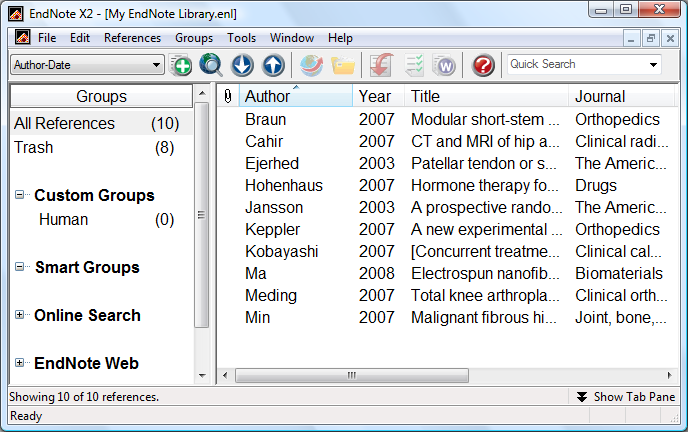 EndNote X2 - [My EndNote Library.enl]
File Edit References Groups Tools Window Help
Author-Date Quick Search
Groups
All References (10)
Trash (8)
Custom Groups
Human (0)
Smart Groups
Online Search
EndNote Web
Author Year Title Journal
Braun 2007 Modular short-stem ... Orthopedics
Cahir 2007 CT and MRI of hip a... Clinical radi...
Ejerhed 2003 Patellar tendon or s... The Americ...
Hohenhaus 2007 Hormone therapy fo... Drugs
Jansson 2003 A prospective rando... The Americ...
Keppler 2007 A new experimental ... Orthopedics
Kobayashi 2007 [Concurrent treatme... Clinical cal...
Ma 2008 Electrospun nanofib... Biomaterials
Meding 2007 Total knee arthropla... Clinical orth...
Min 2007 Malignant fibrous hi... Joint, bone,...
Showing 10 of 10 references. Show Tab Pane
Ready